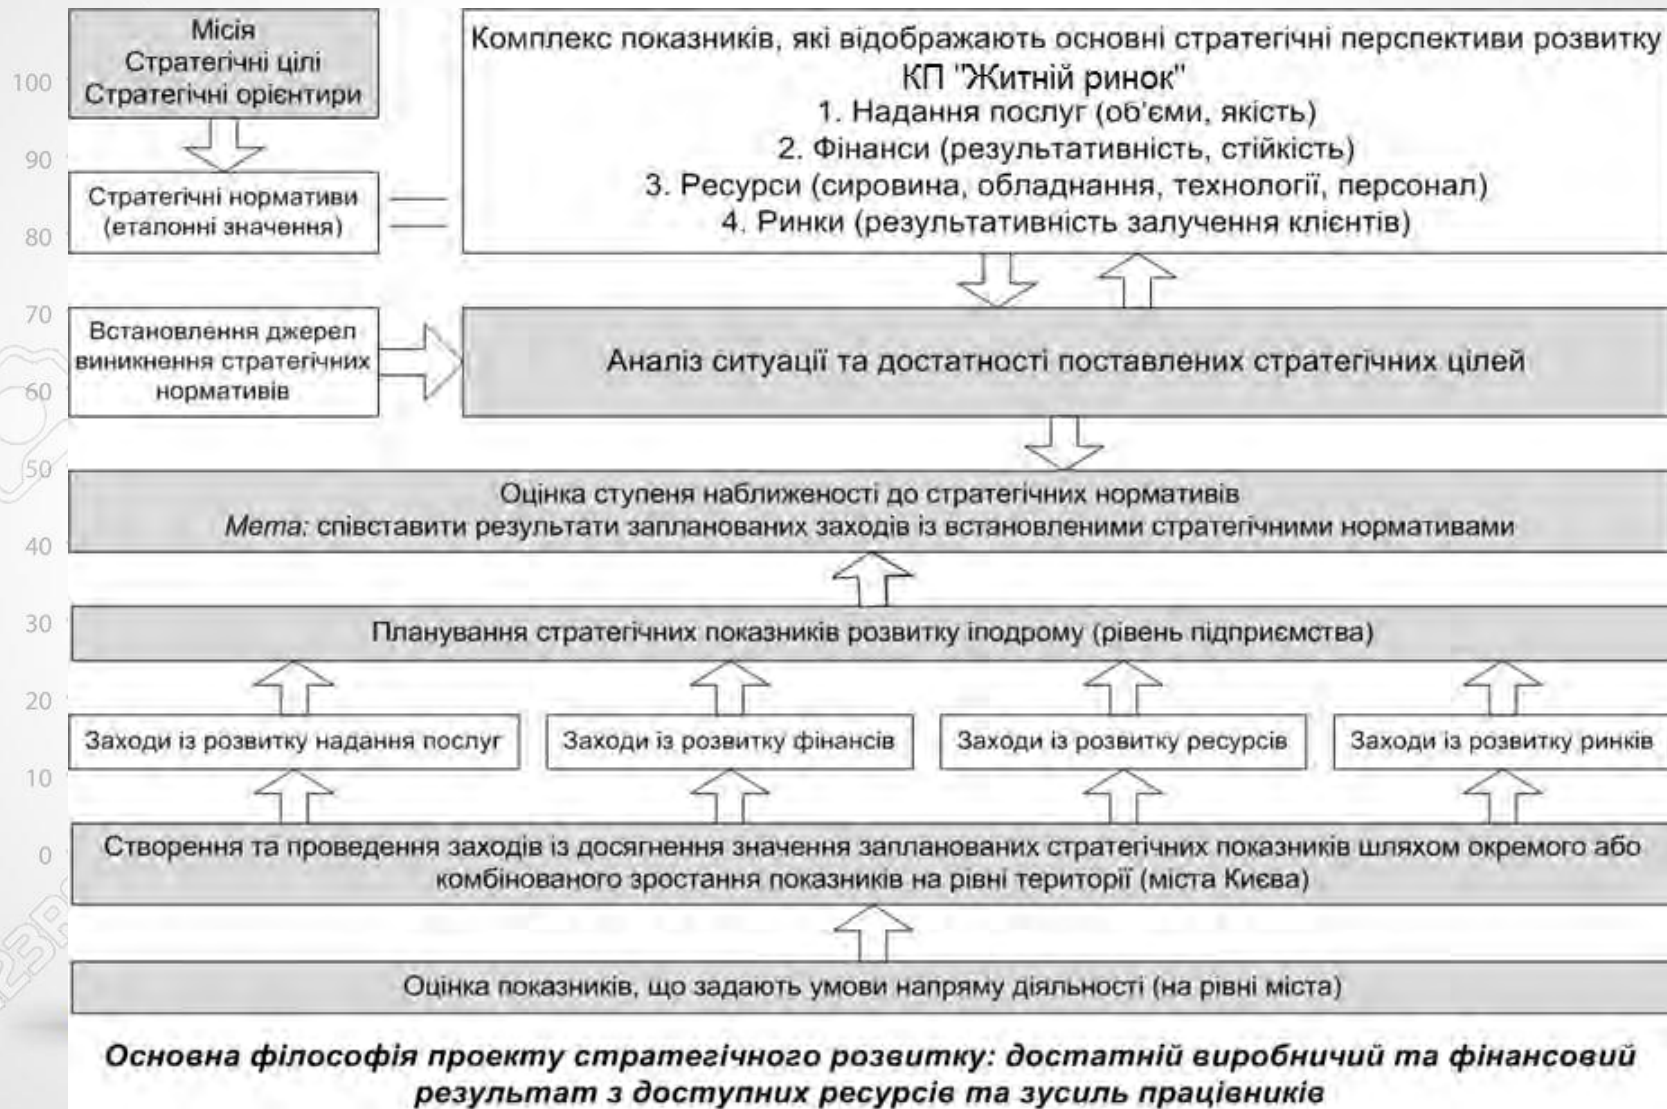 Місія
Стратегічні цілі
Стратегічні орієнтири
Комплекс показників, які відображають основні стратегічні перспективи розвитку
КП "Житній ринок"
1. Надання послуг (об'єми, якість)
2. Фінанси (результативність, стійкість)
3. Ресурси (сировина, обладнання, технології, персонал)
4. Ринки (результативність залучення клієнтів)
Стратегічні нормативи
(еталонні значення)
Встановлення джерел
виникнення стратегічних
нормативів
Аналіз ситуації та достатності поставлених стратегічних цілей
Оцінка ступеня наближеності до стратегічних нормативів
Мета: співставити результати запланованих заходів із встановленими стратегічними нормативами
Планування стратегічних показників розвитку іподрому (рівень підприємства)
Заходи із розвитку надання послуг
Заходи із розвитку фінансів
Заходи із розвитку ресурсів
Заходи із розвитку ринків
Створення та проведення заходів із досягнення значення запланованих стратегічних показників шляхом окремого або
комбінованого зростання показників на рівні території (міста Києва)
Оцінка показників, що задають умови напряму діяльності (на рівні міста)
Основна філософія проекту стратегічного розвитку: достатній виробничий та фінансовий
результат з доступних ресурсів та зусиль працівників
100
90
80
70
60
50
40
30
20
10
0